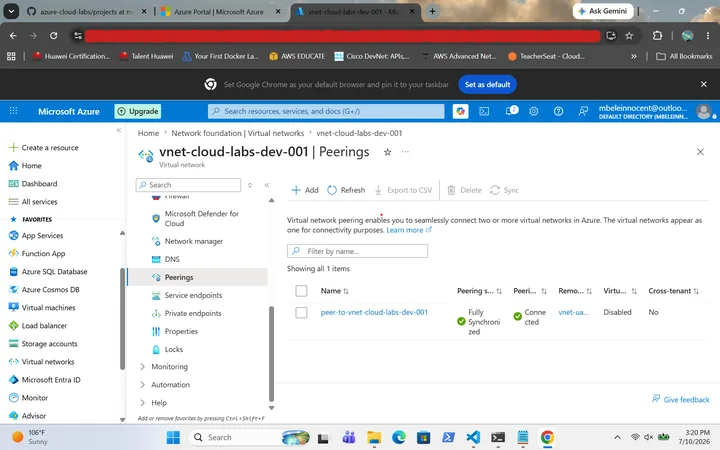 azure-cloud-labs/projects at m
Azure Portal | Microsoft Azure
vnet-cloud-labs-dev-001 - Mi
Ask Gemini
Huawei Certification...
Talent Huawei
Your First Docker La...
AWS EDUCATE
Cisco DevNet: APIs,...
AWS Advanced Net...
TeacherSeat - Cloud...
All Bookmarks
Set Google Chrome as your default browser and pin it to your taskbar
Set as default
Microsoft Azure
Upgrade
Search resources, services, and docs (G+/)
2
mbeleinnocent@outloo...
DEFAULT DIRECTORY (MBELEIN...
Create a resource
Home
Dashboard
All services
FAVORITES
App Services
Function App
Azure SQL Database
Azure Cosmos DB
Virtual machines
Load balancer
Storage accounts
Virtual networks
Microsoft Entra ID
Monitor
Advisor
Home > Network foundation | Virtual networks > vnet-cloud-labs-dev-001
vnet-cloud-labs-dev-001 | Peerings
Virtual network
Search
Firewall
Microsoft Defender for
Cloud
Network manager
DNS
Peerings
Service endpoints
Private endpoints
Properties
Locks
Monitoring
Automation
Help
Add or remove favorites by pressing Ctrl+Shift+F
Add
Refresh
Export to CSV
Delete
Sync
Virtual network peering enables you to seamlessly connect two or more virtual networks in Azure. The virtual networks appear as
one for connectivity purposes. Learn more
Filter by name...
Showing all 1 items
Name
Peering s...
Peeri...
Remo...
Virtu...
Cross-tenant
peer-to-vnet-cloud-labs-dev-001
Fully
Synchroni
zed
Conne
cted
vnet-ua...
Disabled
No
Give feedback
106°F
Sunny
Search
3:20 PM
7/10/2026